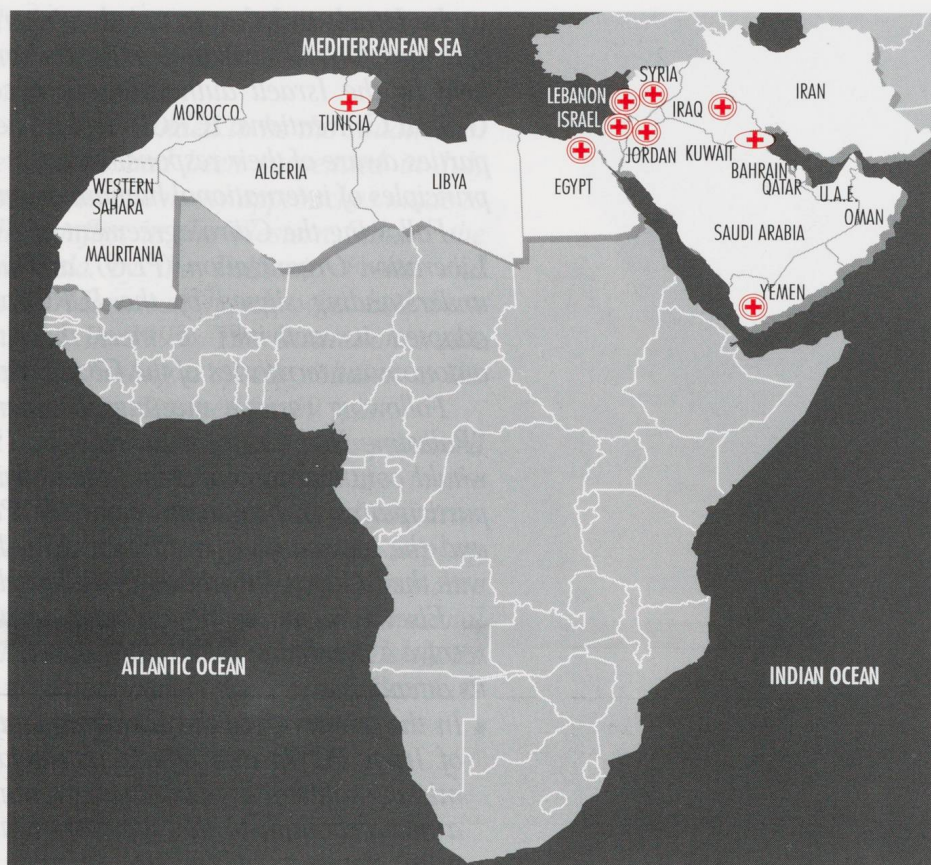 MEDITERRANEAN SEA
SYRIA
LEBANON
ISRAEL
IRAQ
IRAN
MOROCCO
TUNISIA
JORDAN
KUWAIT
ALGERIA
LIBYA
EGYPT
BAHRAIN
QATAR
U.A.E.
OMAN
WESTERN
SAHARA
SAUDI ARABIA
MAURITANIA
YEMEN
ATLANTIC OCEAN
INDIAN OCEAN